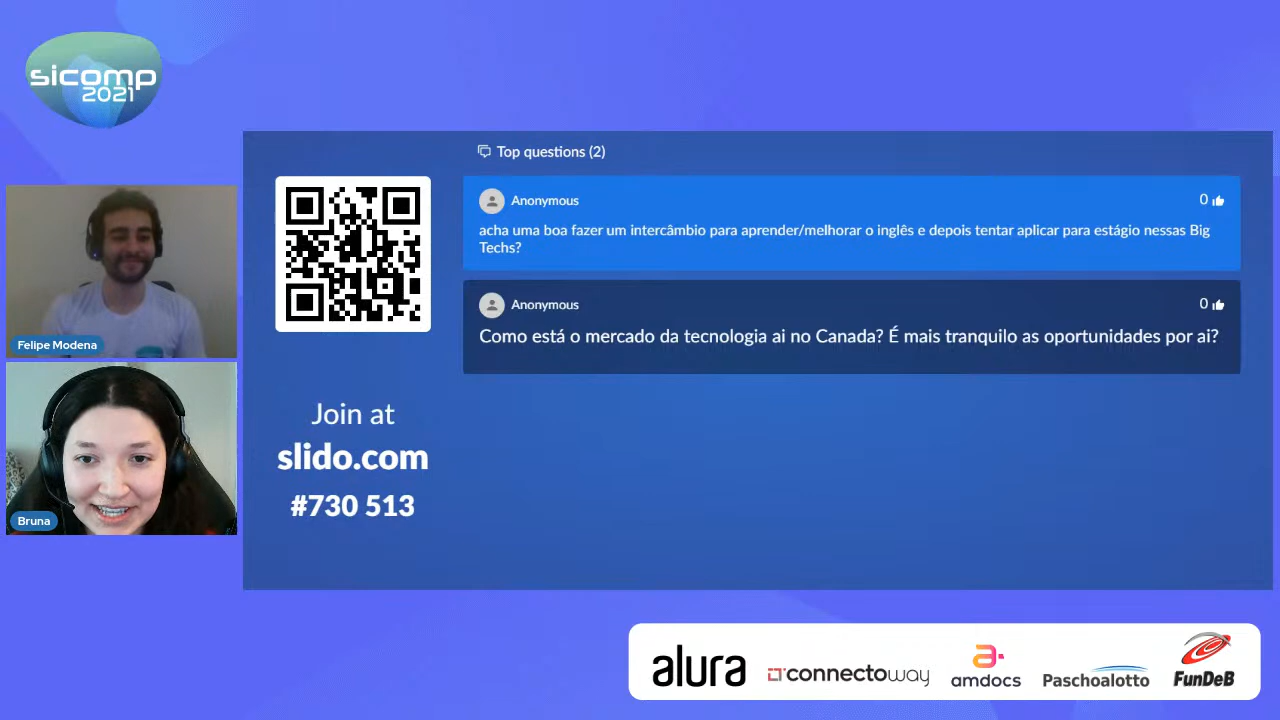 sicomp
2021
Top questions (2)
Anonymous
0
acha uma boa fazer um intercâmbio para aprender/melhorar o inglês e depois tentar aplicar para estágio nessas Big
Techs?
Anonymous
0
Como está o mercado da tecnologia ai no Canada? É mais tranquilo as oportunidades por ai?
Felipe Modena
Bruna
Join at
slido.com
#730 513
alura
connectoway
amdocs
Paschoalotto
FunDeB